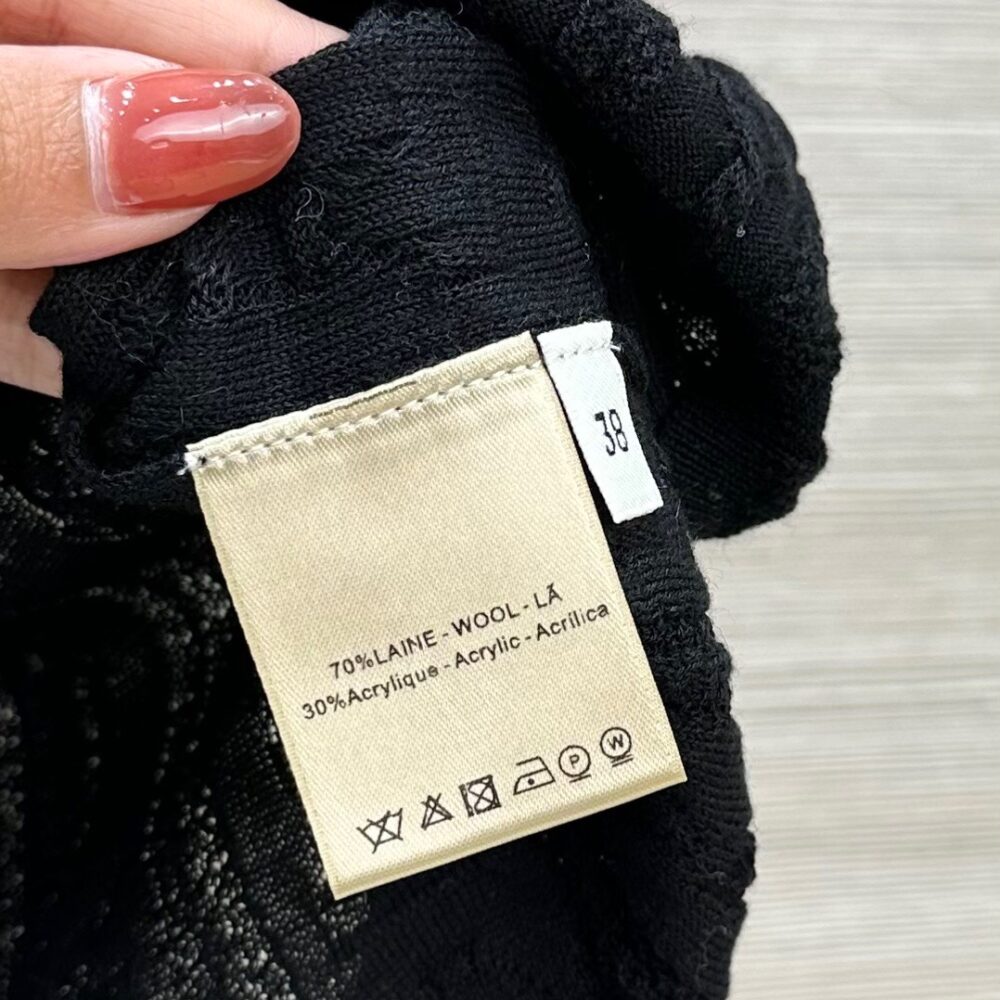 38
70%LAINE - WOOL - LÃ
30%Acrylique - Acrylic - Acrílica
P W